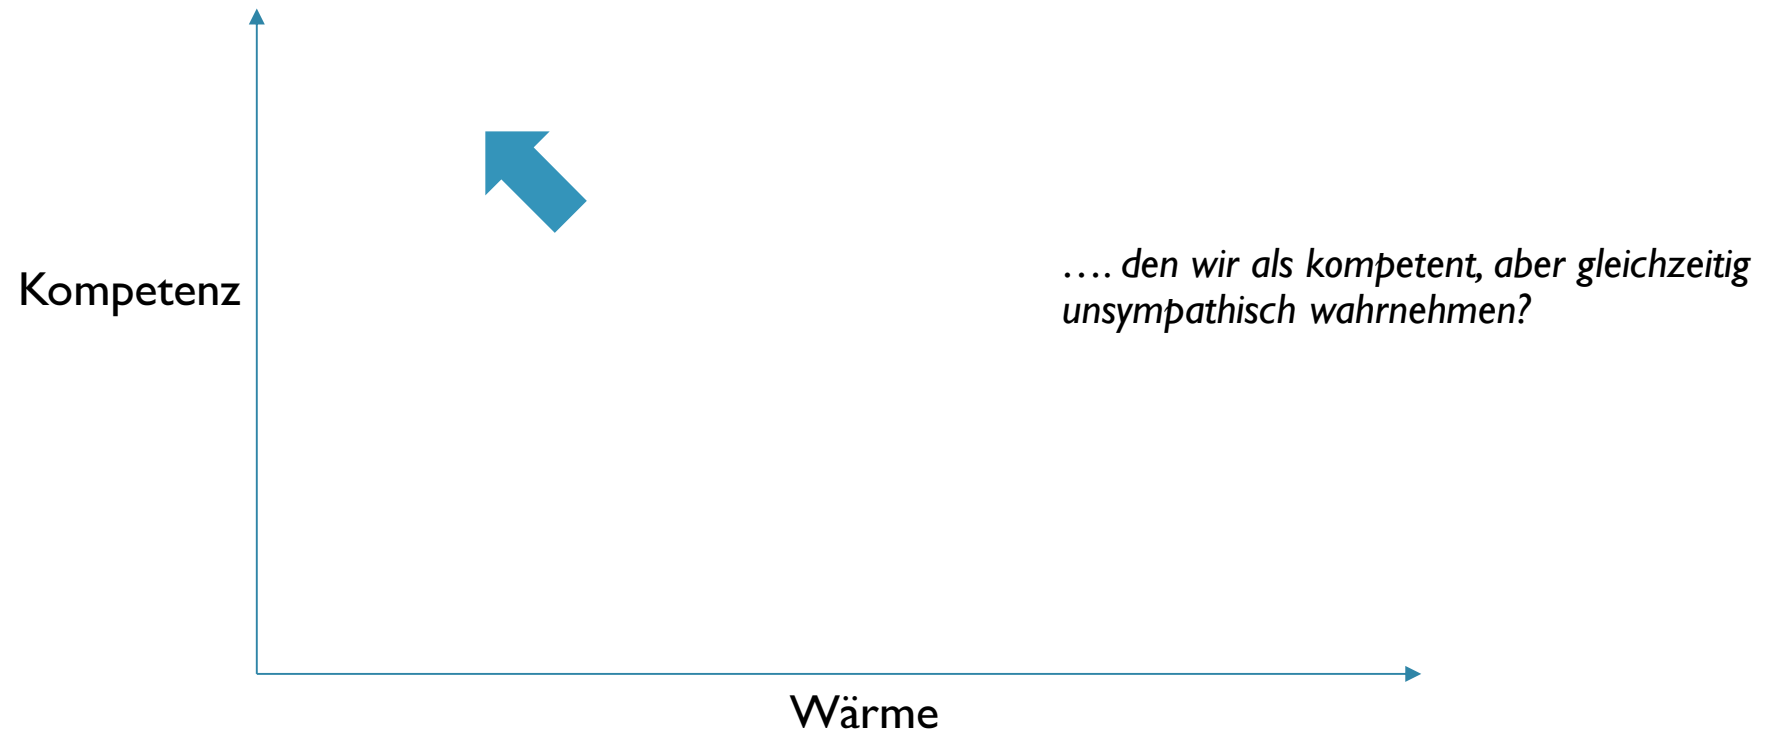 Kompetenz
…. den wir als kompetent, aber gleichzeitig
unsympathisch wahrnehmen?
Wärme